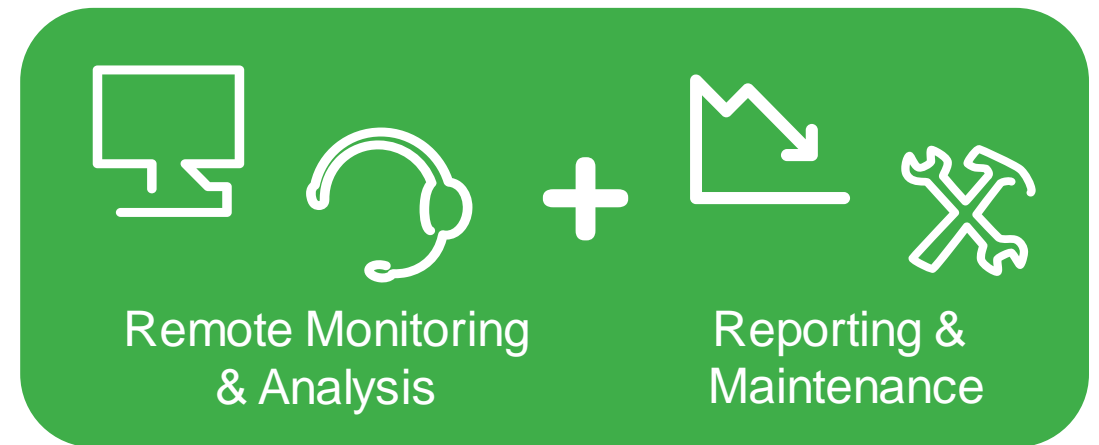 Remote Monitoring
& Analysis
Reporting &
Maintenance